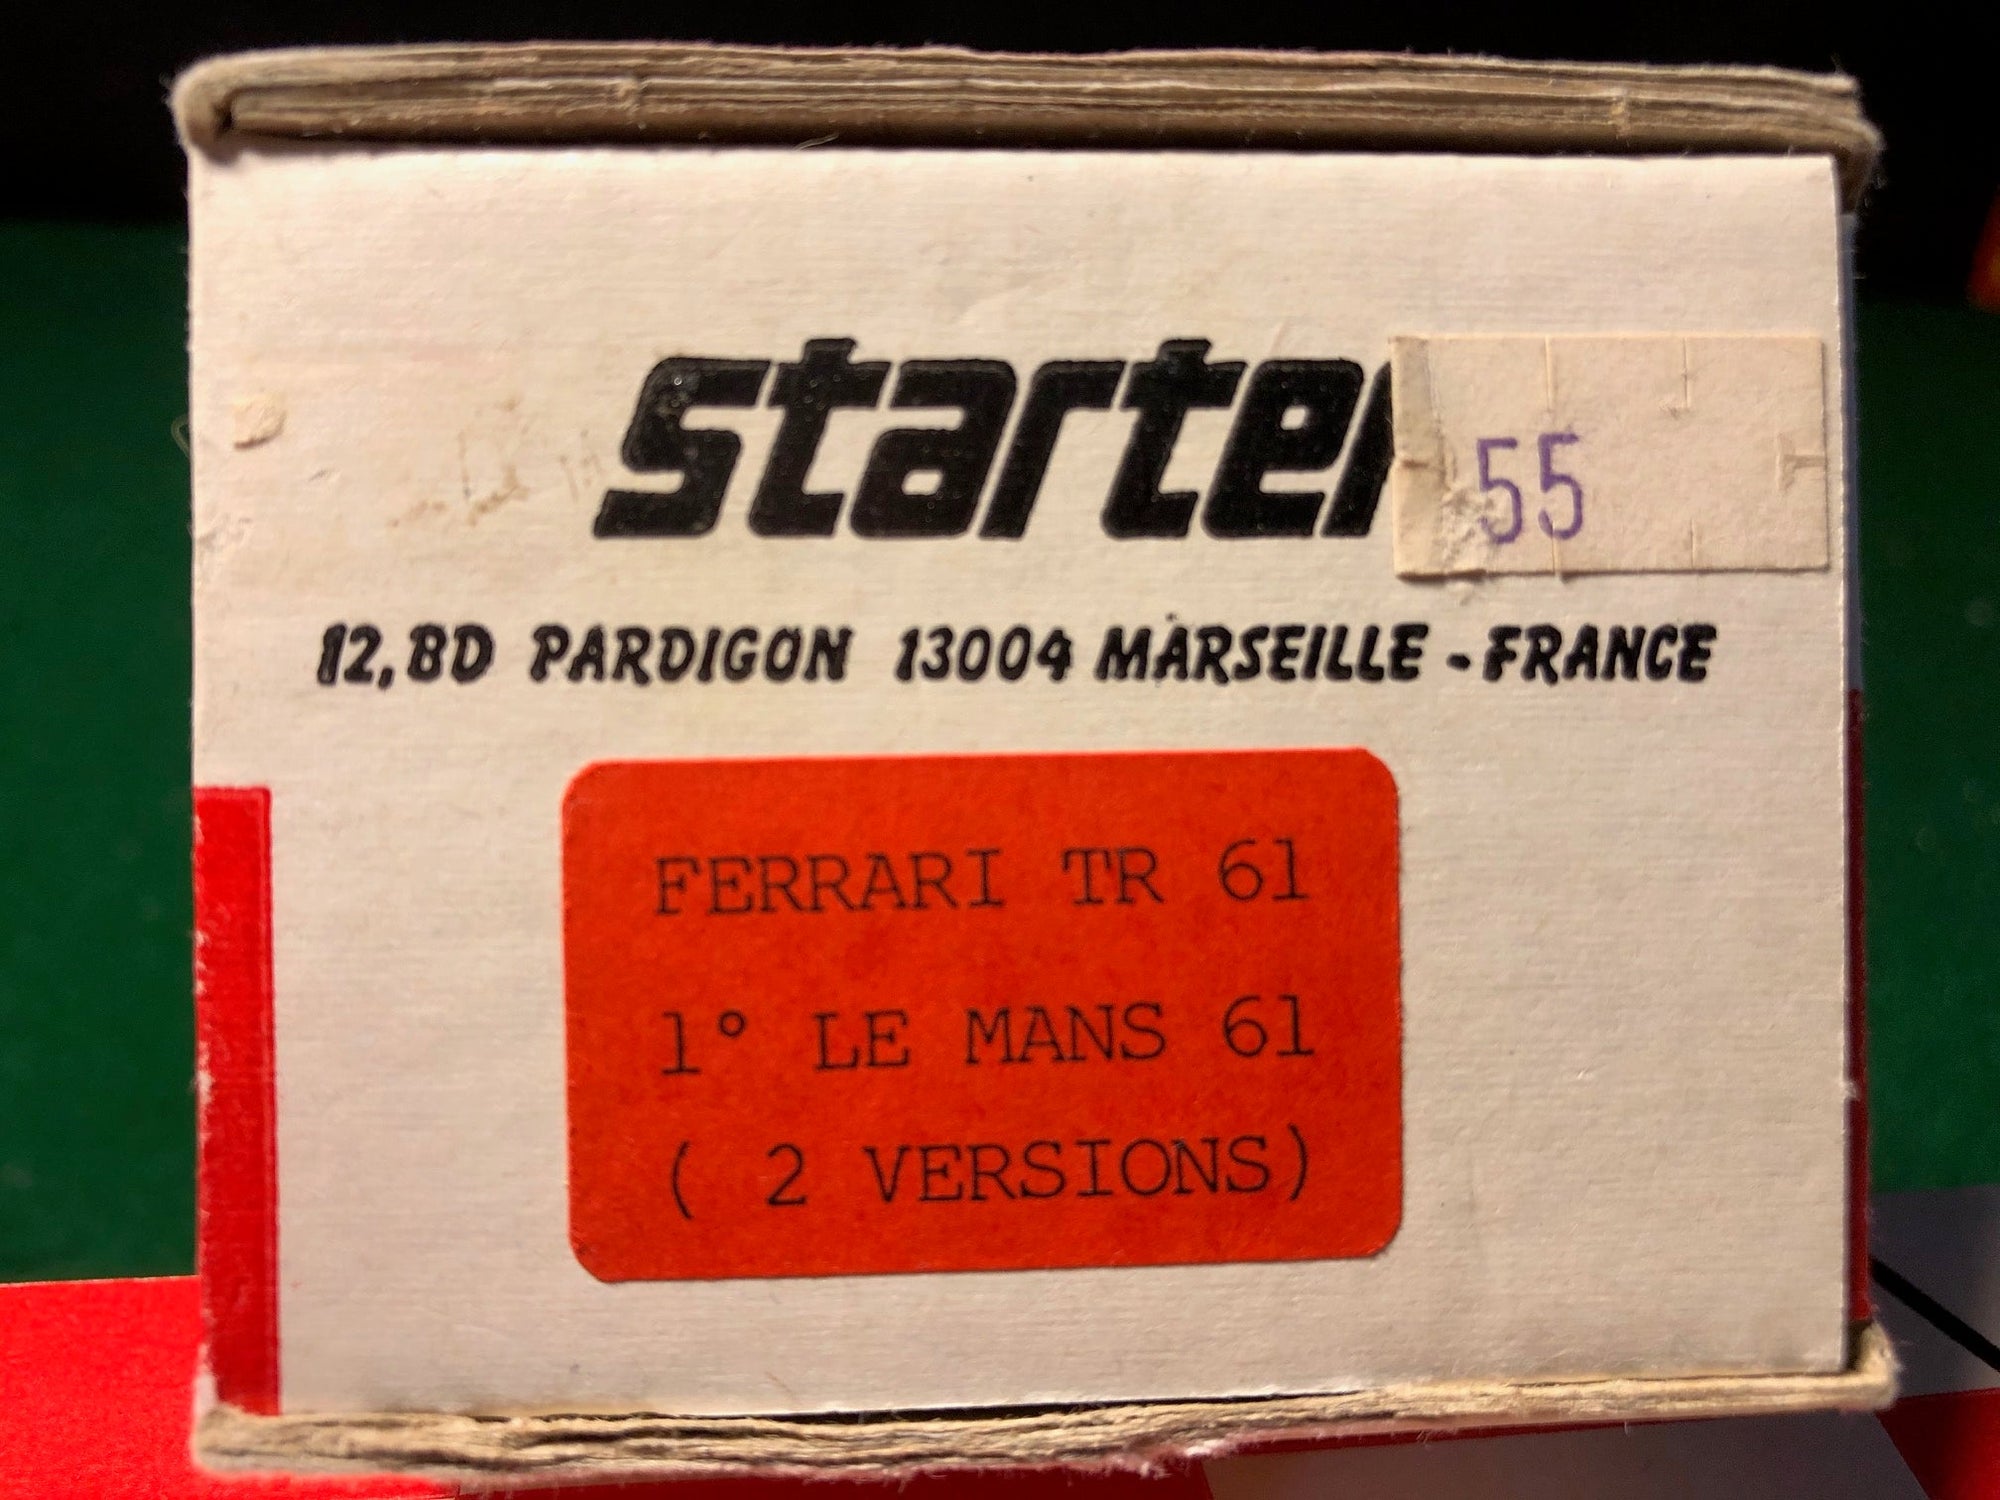 starter
55
12, BD PARDIGON 13004 MARSEILLE - FRANCE
FERRARI TR 61
1° LE MANS 61
( 2 VERSIONS)